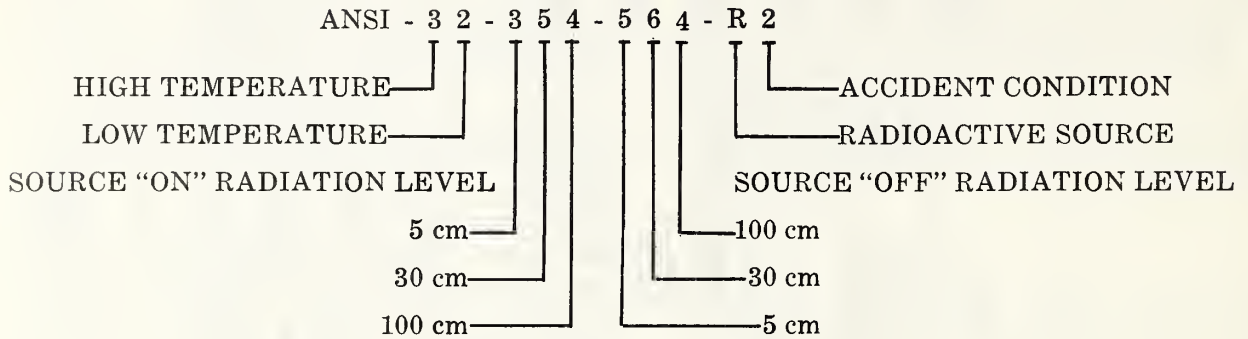 ANSI - 3 2 - 3 5 4 - 5 6 4 - R 2
HIGH TEMPERATURE ACCIDENT CONDITION
LOW TEMPERATURE RADIOACTIVE SOURCE
SOURCE “ON” RADIATION LEVEL SOURCE “OFF” RADIATION LEVEL
5 cm 100 cm
30 cm 30 cm
100 cm 5 cm